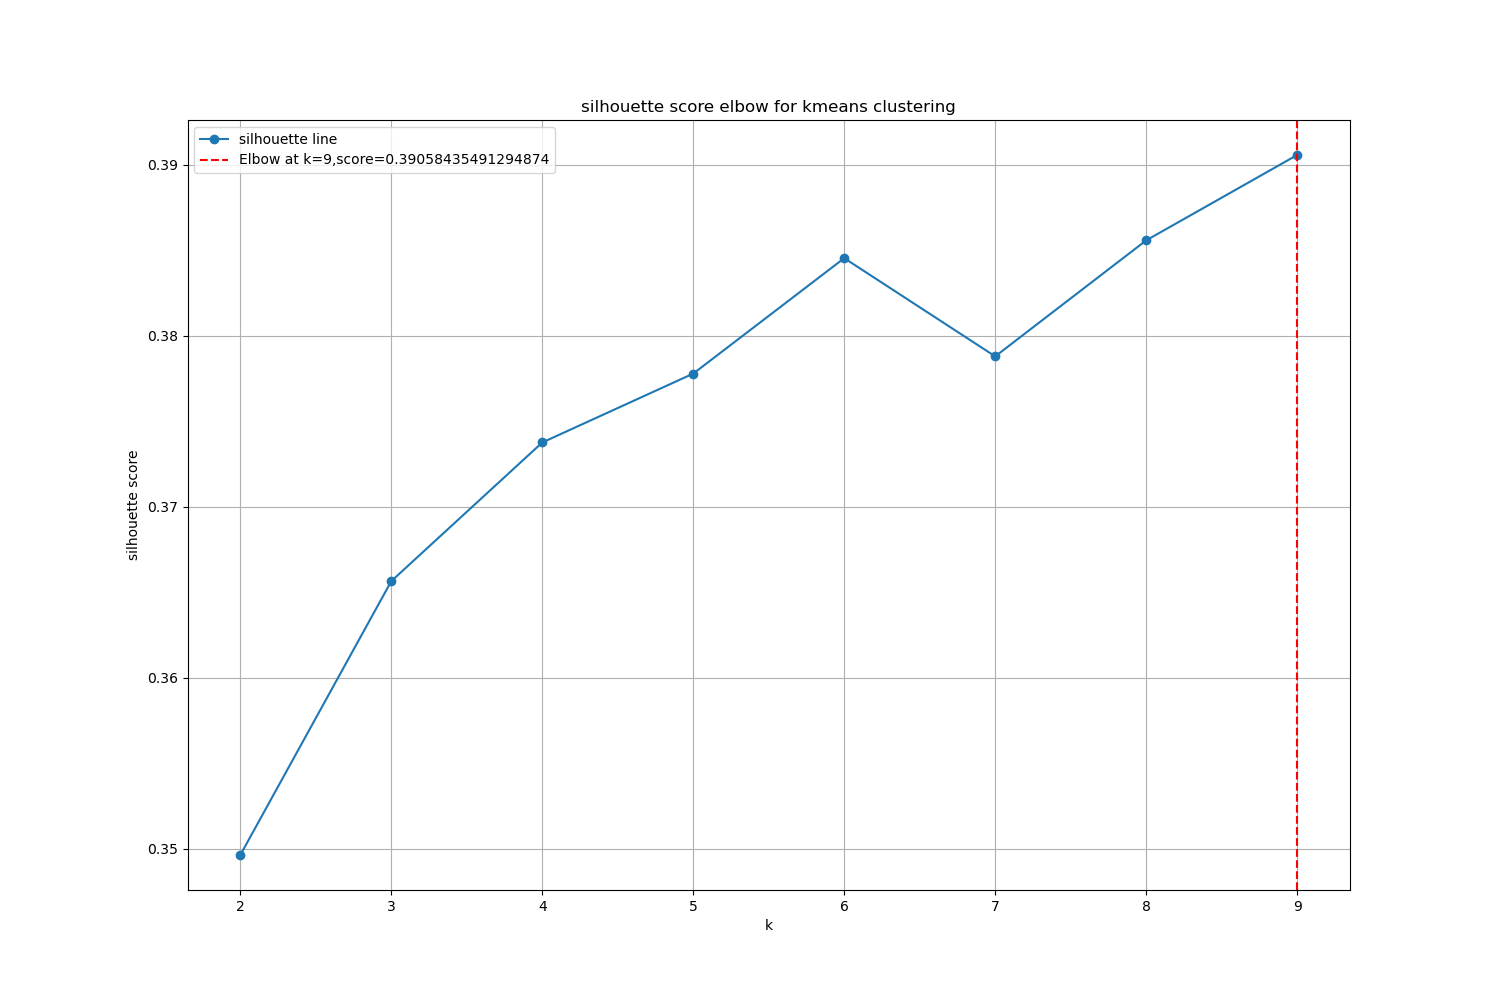 silhouette score elbow for kmeans clustering
silhouette line
Elbow at k=9,score=0.39058435491294874
0.39
0.38
0.37
0.36
0.35
silhouette score
2 3 4 5 6 7 8 9
k